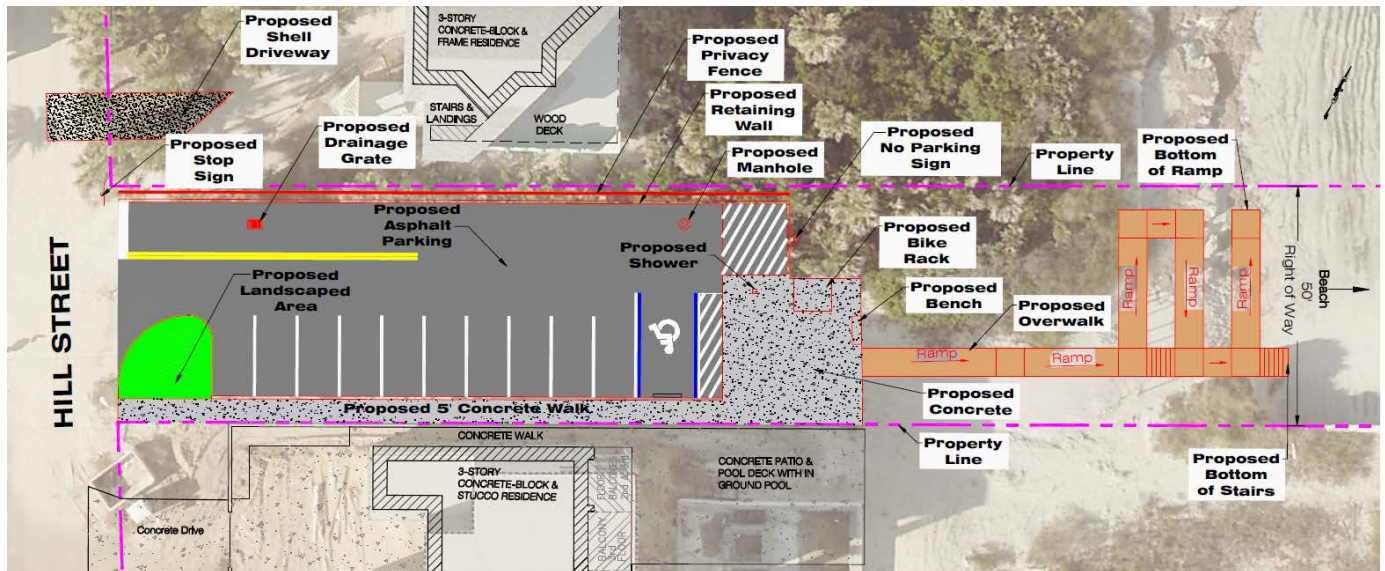 Proposed
Shell
Driveway
3-STORY
CONCRETE-BLOCK &
FRAME RESIDENCE
Proposed
Privacy
Fence
STAIRS &
LANDINGS
WOOD
DECK
Proposed
Retaining
Wall
Proposed
Drainage
Grate
Proposed
Stop
Sign
Proposed
No Parking
Sign
Proposed
Manhole
Property
Line
Proposed
Bottom
of Ramp
HILL STREET
Proposed
Asphalt
Parking
Proposed
Shower
Proposed
Bike
Rack
Proposed
Landscaped
Area
Proposed
Bench
Proposed
Overwalk
Ramp
Ramp
Ramp
Ramp
Ramp
Beach
50'
Right of Way
Proposed 5' Concrete Walk
Proposed
Concrete
Property
Line
Proposed
Bottom
of Stairs
CONCRETE WALK
3-STORY
CONCRETE-BLOCK &
STUCCO RESIDENCE
BALCONY
2nd
FLOOR
CONCRETE PATIO &
POOL DECK WITH IN
GROUND POOL
Concrete Drive